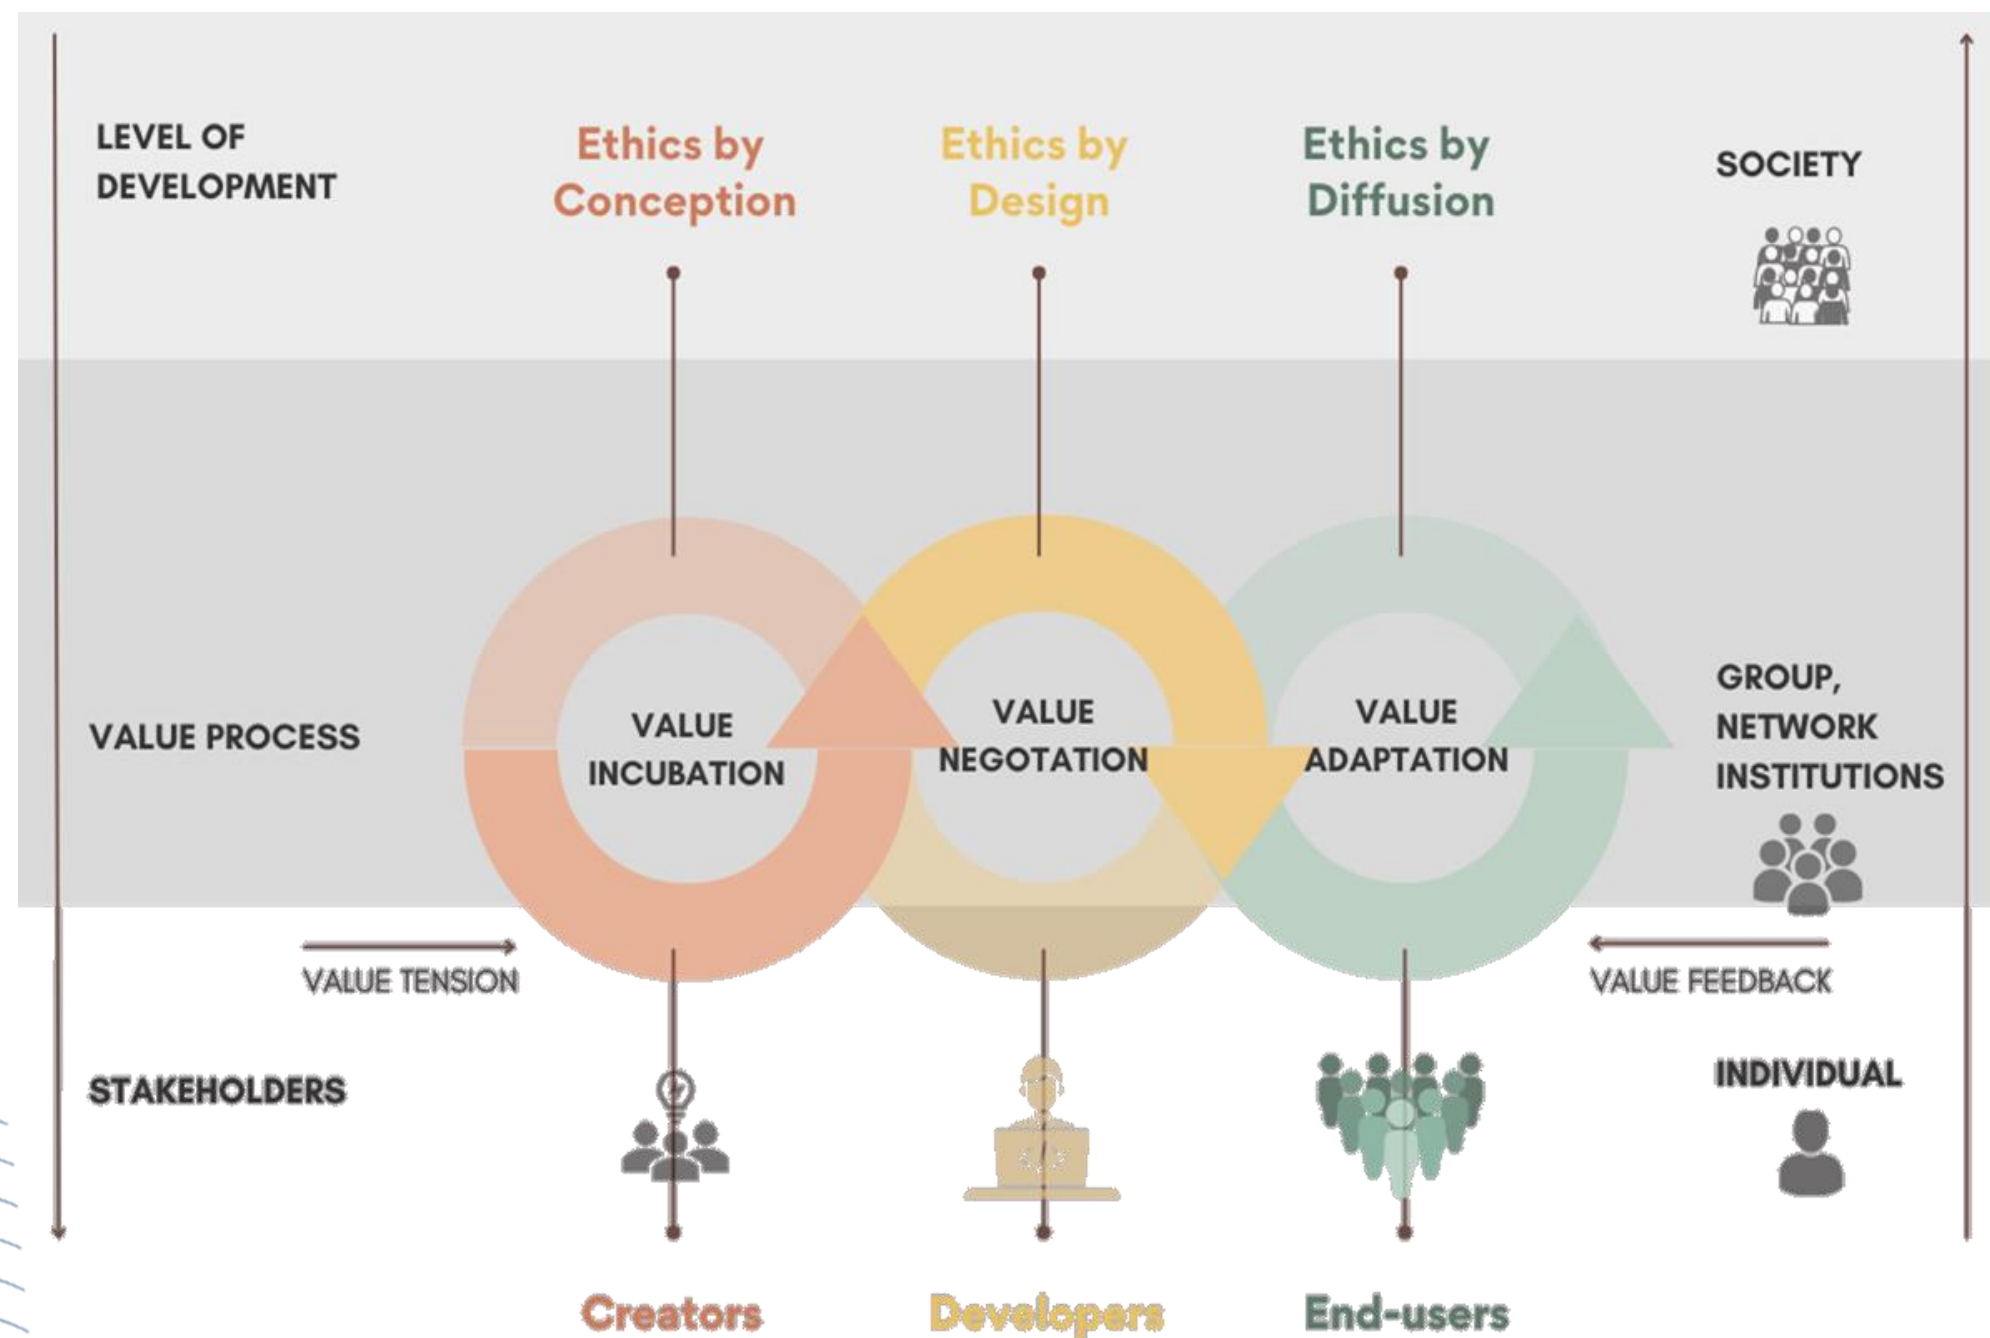 LEVEL OF
DEVELOPMENT
Ethics by
Conception
Ethics by
Design
Ethics by
Diffusion
SOCIETY
VALUE PROCESS
VALUE
INCUBATION
VALUE
NEGOTATION
VALUE
ADAPTATION
GROUP,
NETWORK
INSTITUTIONS
VALUE TENSION
VALUE FEEDBACK
STAKEHOLDERS
INDIVIDUAL
Creators
Developers
End-users